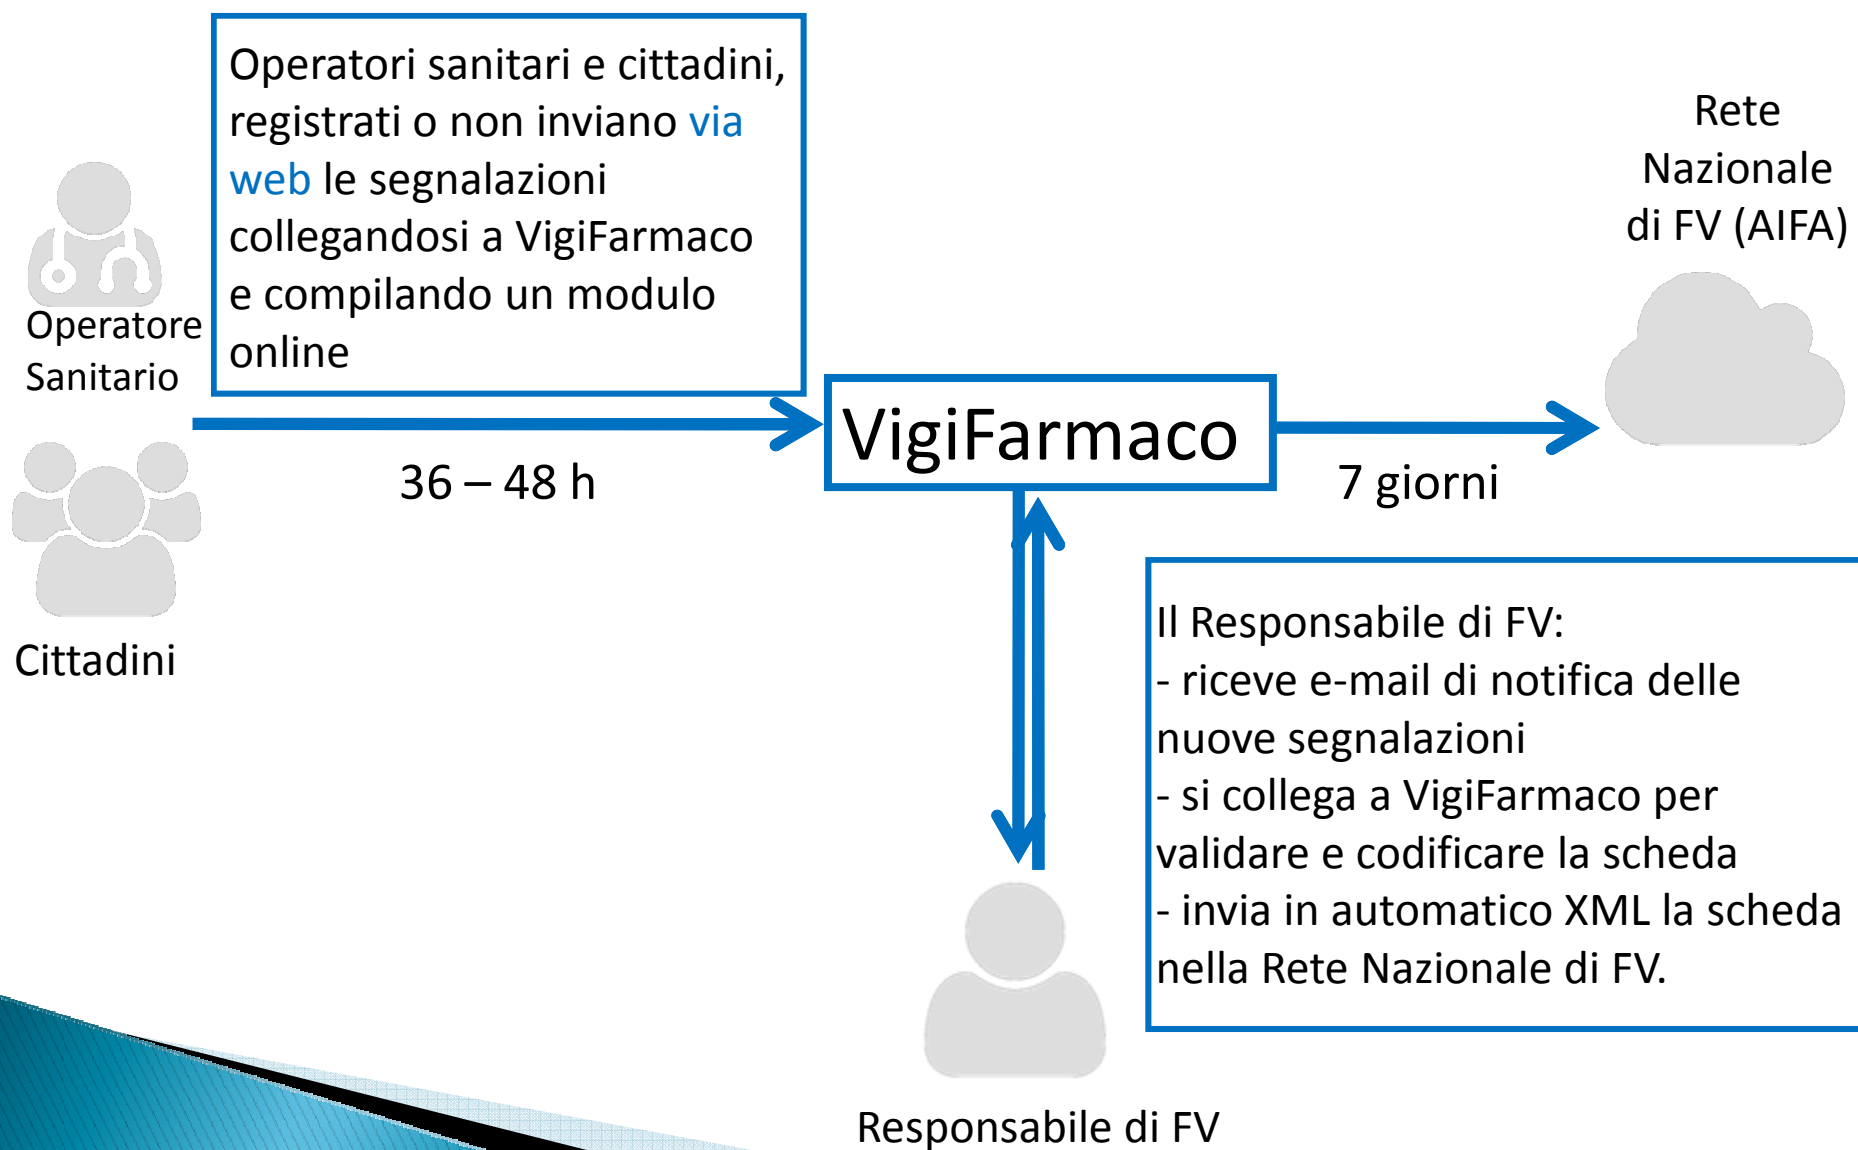 Operatori sanitari e cittadini,
registrati o non inviano via
web le segnalazioni
collegandosi a VigiFarmaco
e compilando un modulo
online
Operatore
Sanitario
Cittadini
36 – 48 h
VigiFarmaco
7 giorni
Rete
Nazionale
di FV (AIFA)
Il Responsabile di FV:
- riceve e-mail di notifica delle
nuove segnalazioni
- si collega a VigiFarmaco per
validare e codificare la scheda
- invia in automatico XML la scheda
nella Rete Nazionale di FV.
Responsabile di FV